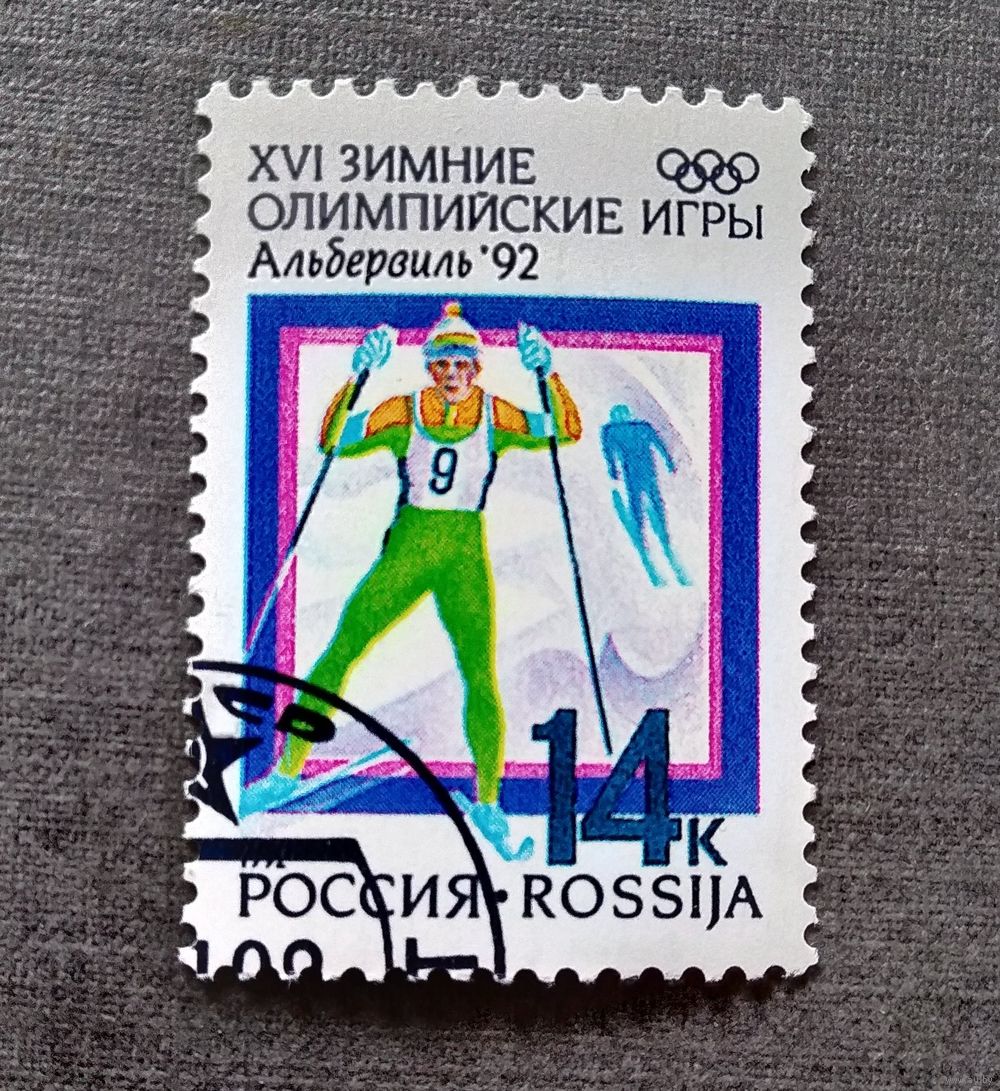 XVI ЗИМНИЕ
ОЛИМПИЙСКИЕ ИГРЫ
Альбервиль '92
9
14к
РОССИЯ · ROSSIJA